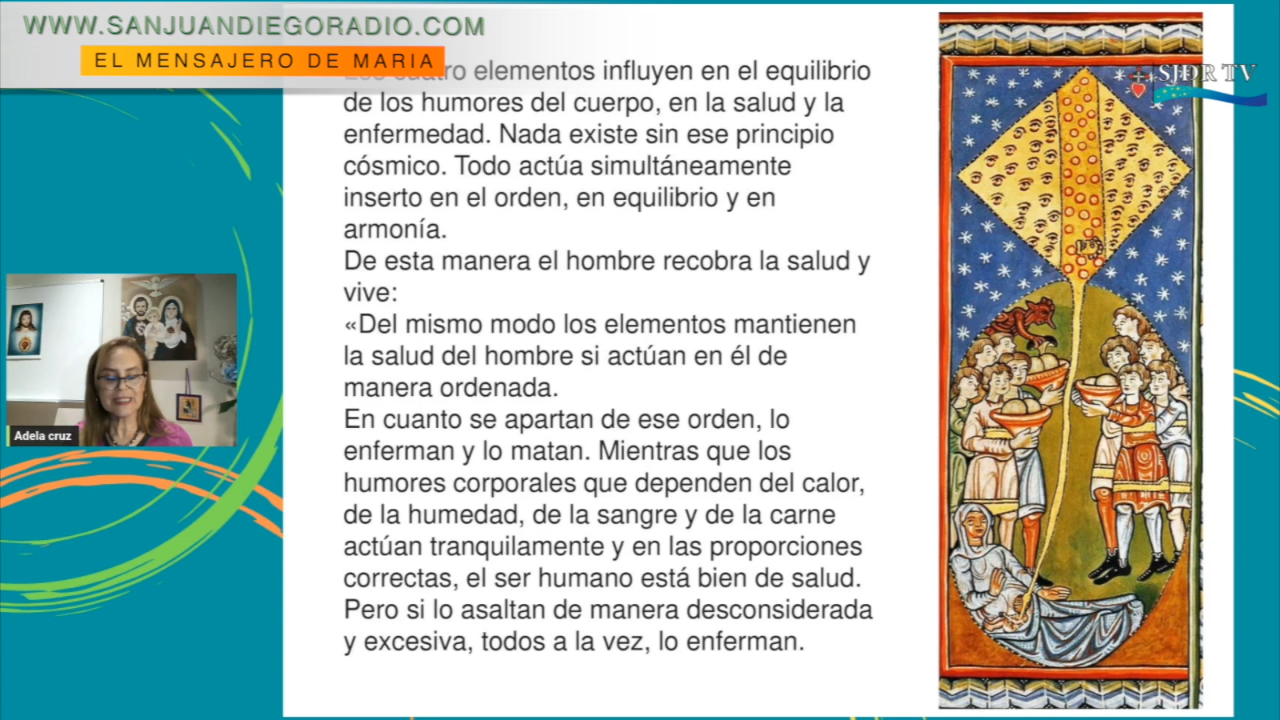 WWW.SANJUANDIEGORADIO.COM
EL MENSAJERO DE MARIA
SJDR TV
Los cuatro elementos influyen en el equilibrio
de los humores del cuerpo, en la salud y la
enfermedad. Nada existe sin ese principio
cósmico. Todo actúa simultáneamente
inserto en el orden, en equilibrio y en
armonía.
De esta manera el hombre recobra la salud y
vive:
«Del mismo modo los elementos mantienen
la salud del hombre si actúan en él de
manera ordenada.
En cuanto se apartan de ese orden, lo
enferman y lo matan. Mientras que los
humores corporales que dependen del calor,
de la humedad, de la sangre y de la carne
actúan tranquilamente y en las proporciones
correctas, el ser humano está bien de salud.
Pero si lo asaltan de manera desconsiderada
y excesiva, todos a la vez, lo enferman.
Adela cruz